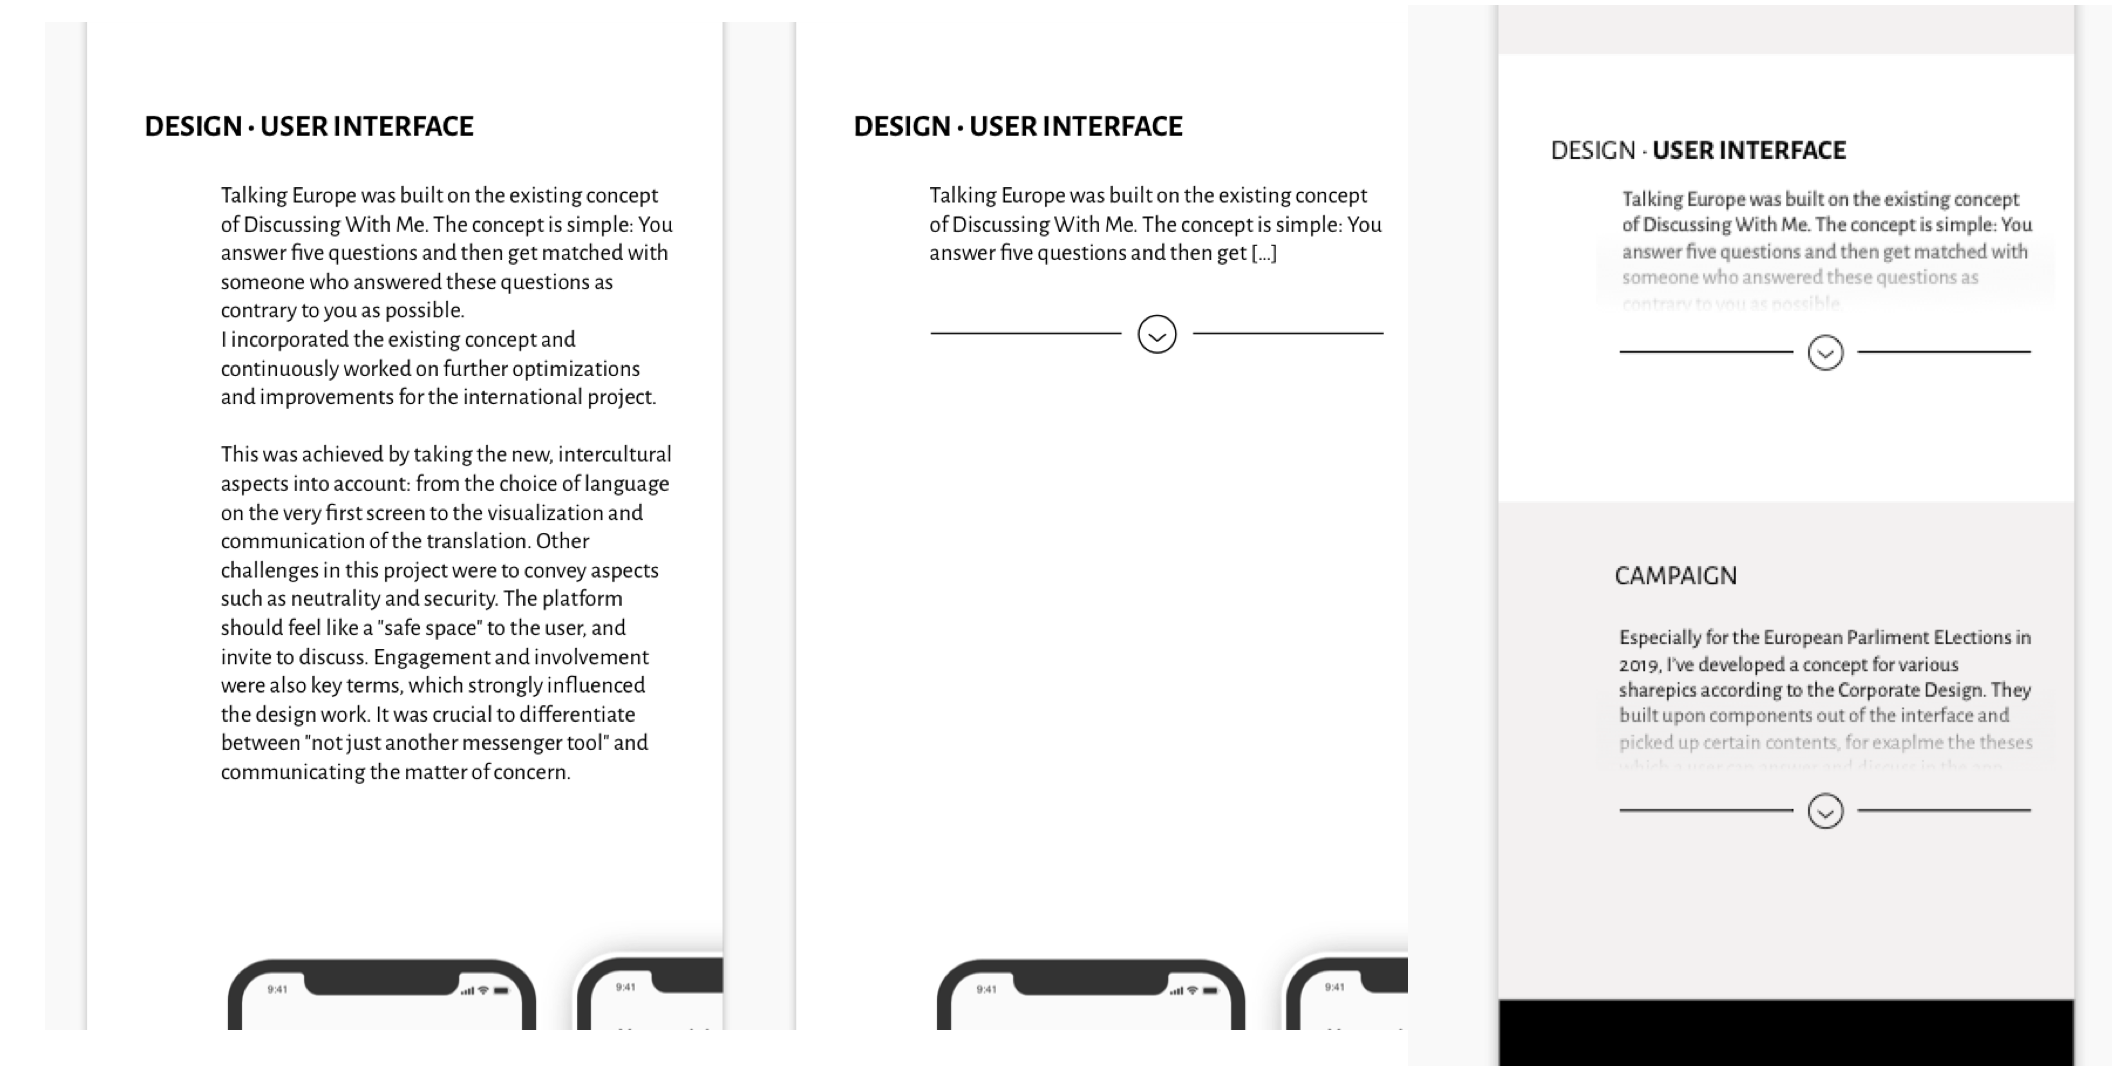 DESIGN · USER INTERFACE
Talking Europe was built on the existing concept
of Discussing With Me. The concept is simple: You
answer five questions and then get matched with
someone who answered these questions as
contrary to you as possible.
I incorporated the existing concept and
continuously worked on further optimizations
and improvements for the international project.
This was achieved by taking the new, intercultural
aspects into account: from the choice of language
on the very first screen to the visualization and
communication of the translation. Other
challenges in this project were to convey aspects
such as neutrality and security. The platform
should feel like a "safe space" to the user, and
invite to discuss. Engagement and involvement
were also key terms, which strongly influenced
the design work. It was crucial to differentiate
between "not just another messenger tool" and
communicating the matter of concern.
9:41
9:41
DESIGN · USER INTERFACE
Talking Europe was built on the existing concept
of Discussing With Me. The concept is simple: You
answer five questions and then get [...]
9:41
9:41
DESIGN · USER INTERFACE
Talking Europe was built on the existing concept
of Discussing With Me. The concept is simple: You
answer five questions and then get matched with
someone who answered these questions as
contrary to you as possible.
CAMPAIGN
Especially for the European Parliment ELections in
2019, I've developed a concept for various
sharepics according to the Corporate Design. They
built upon components out of the interface and
picked up certain contents, for exaplme the theses
which a user can answer and discuss in the app